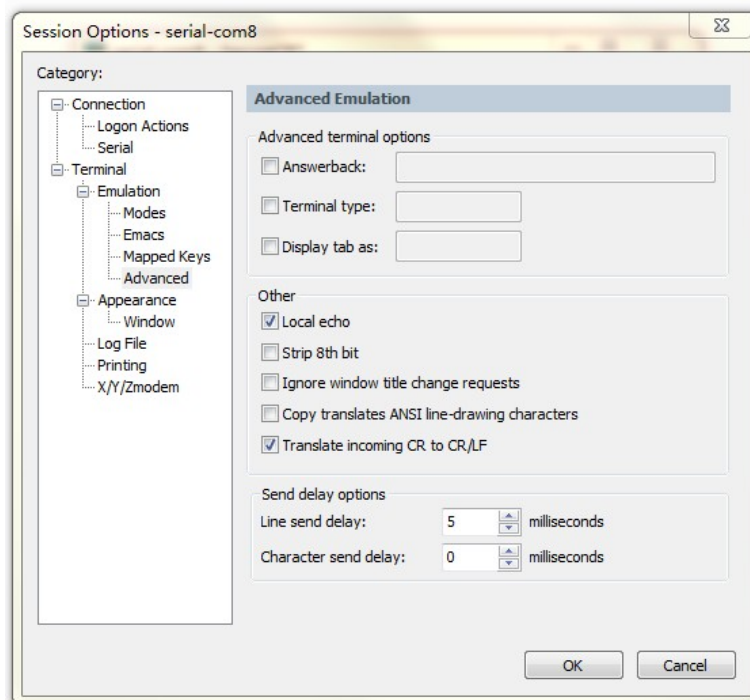 Session Options - serial-com8
Category:
Connection
Logon Actions
Serial
Terminal
Emulation
Modes
Emacs
Mapped Keys
Advanced
Appearance
Window
Log File
Printing
X/Y/Zmodem
Advanced Emulation
Advanced terminal options
Answerback:
Terminal type:
Display tab as:
Other
Local echo
Strip 8th bit
Ignore window title change requests
Copy translates ANSI line-drawing characters
Translate incoming CR to CR/LF
Send delay options
Line send delay: 5 milliseconds
Character send delay: 0 milliseconds
OK Cancel